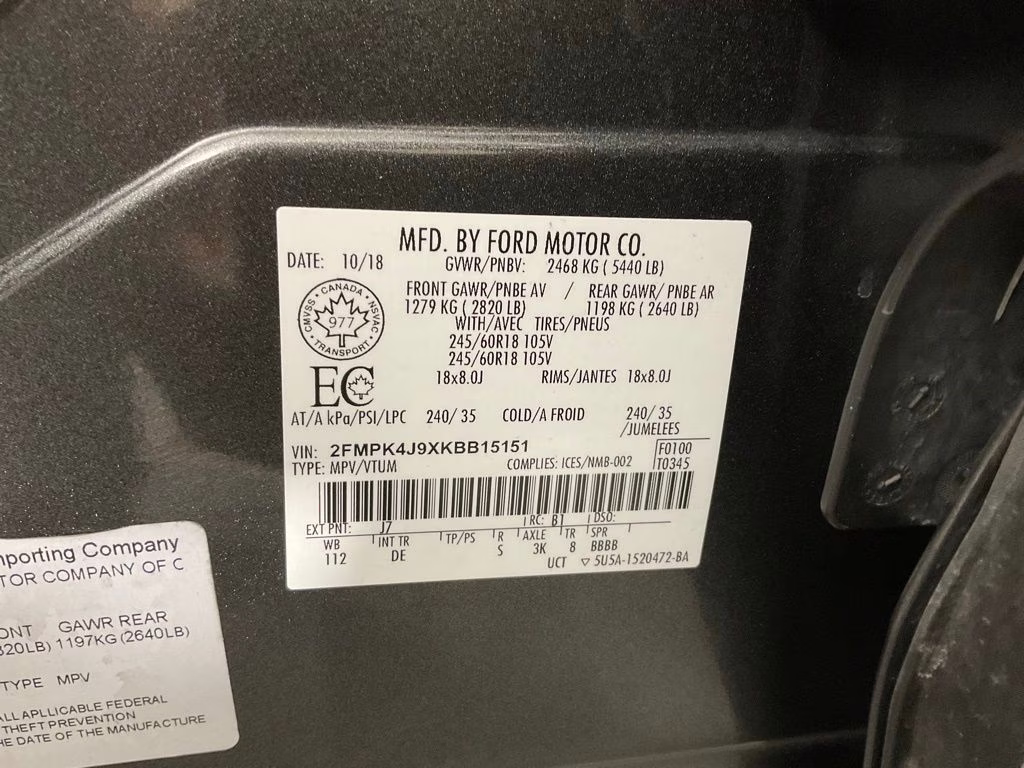 MFD. BY FORD MOTOR CO.
DATE: 10/18 GVWR/PNBV: 2468 KG ( 5440 LB)
FRONT GAWR/PNBE AV / REAR GAWR/ PNBE AR
1279 KG ( 2820 LB) 1198 KG ( 2640 LB)
WITH/AVEC TIRES/PNEUS
245/60R18 105V
245/60R18 105V
18x8.0J RIMS/JANTES 18x8.0J
CANADA
CMVSS NSVAC
977
TRANSPORT
EC
AT/A kPa/PSI/LPC 240/ 35 COLD/A FROID 240/ 35
/JUMELEES
VIN: 2FMPK4J9XKBB15151
TYPE: MPV/VTUM COMPLIES: ICES/NMB-002
F0100
T0345
EXT PNT: J7 RC: B1 DSO:
WB INT TR TP/PS R AXLE TR SPR
112 DE S 3K 8 BBBB
UCT ▽ 5U5A-1520472-BA
mporting Company
TOR COMPANY OF C
ONT GAWR REAR
820LB) 1197KG (2640LB)
TYPE MPV
ALL APLLICABLE FEDERAL
THEFT PREVENTION
HE DATE OF THE MANUFACTURE